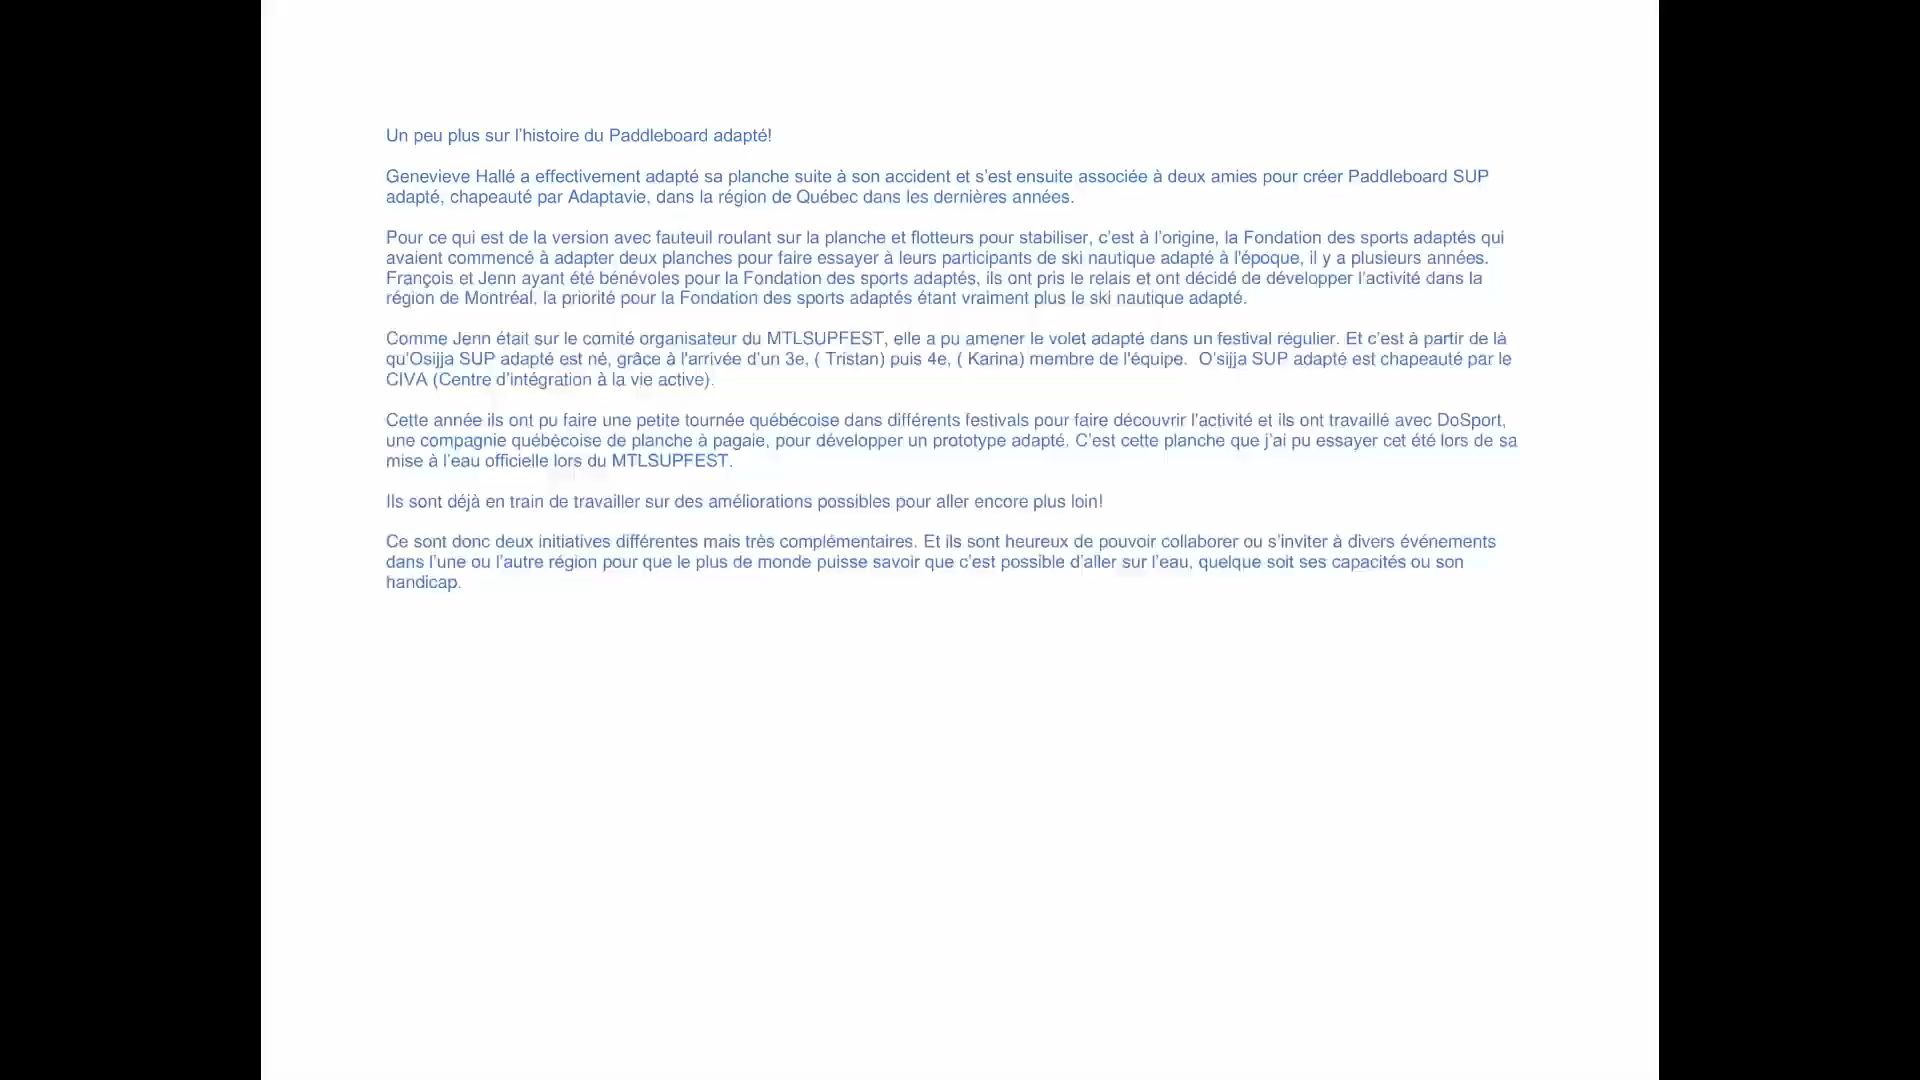 Un peu plus sur l'histoire du Paddleboard adapté!
Genevieve Hallé a effectivement adapté sa planche suite à son accident et s'est ensuite associée à deux amies pour créer Paddleboard SUP
adapté, chapeauté par Adaptavie, dans la région de Québec dans les dernières années.
Pour ce qui est de la version avec fauteuil roulant sur la planche et flotteurs pour stabiliser, c'est à l'origine, la Fondation des sports adaptés qui
avaient commencé à adapter deux planches pour faire essayer à leurs participants de ski nautique adapté à l'époque, il y a plusieurs années.
François et Jenn ayant été bénévoles pour la Fondation des sports adaptés, ils ont pris le relais et ont décidé de développer l'activité dans la
région de Montréal, la priorité pour la Fondation des sports adaptés étant vraiment plus le ski nautique adapté.
Comme Jenn était sur le comité organisateur du MTLSUPFEST, elle a pu amener le volet adapté dans un festival régulier. Et c'est à partir de là
qu'Osijja SUP adapté est né, grâce à l'arrivée d'un 3e, ( Tristan) puis 4e, ( Karina) membre de l'équipe.  O'sijja SUP adapté est chapeauté par le
CIVA (Centre d'intégration à la vie active).
Cette année ils ont pu faire une petite tournée québécoise dans différents festivals pour faire découvrir l'activité et ils ont travaillé avec DoSport,
une compagnie québécoise de planche à pagaie, pour développer un prototype adapté. C'est cette planche que j'ai pu essayer cet été lors de sa
mise à l'eau officielle lors du MTLSUPFEST.
Ils sont déjà en train de travailler sur des améliorations possibles pour aller encore plus loin!
Ce sont donc deux initiatives différentes mais très complémentaires. Et ils sont heureux de pouvoir collaborer ou s'inviter à divers événements
dans l'une ou l'autre région pour que le plus de monde puisse savoir que c'est possible d'aller sur l'eau, quelque soit ses capacités ou son
handicap.